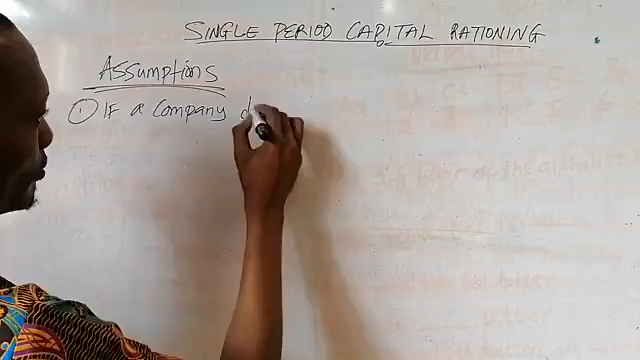 SINGLE PERIOD CAPITAL RATIONING
Assumptions
① IF a Company d